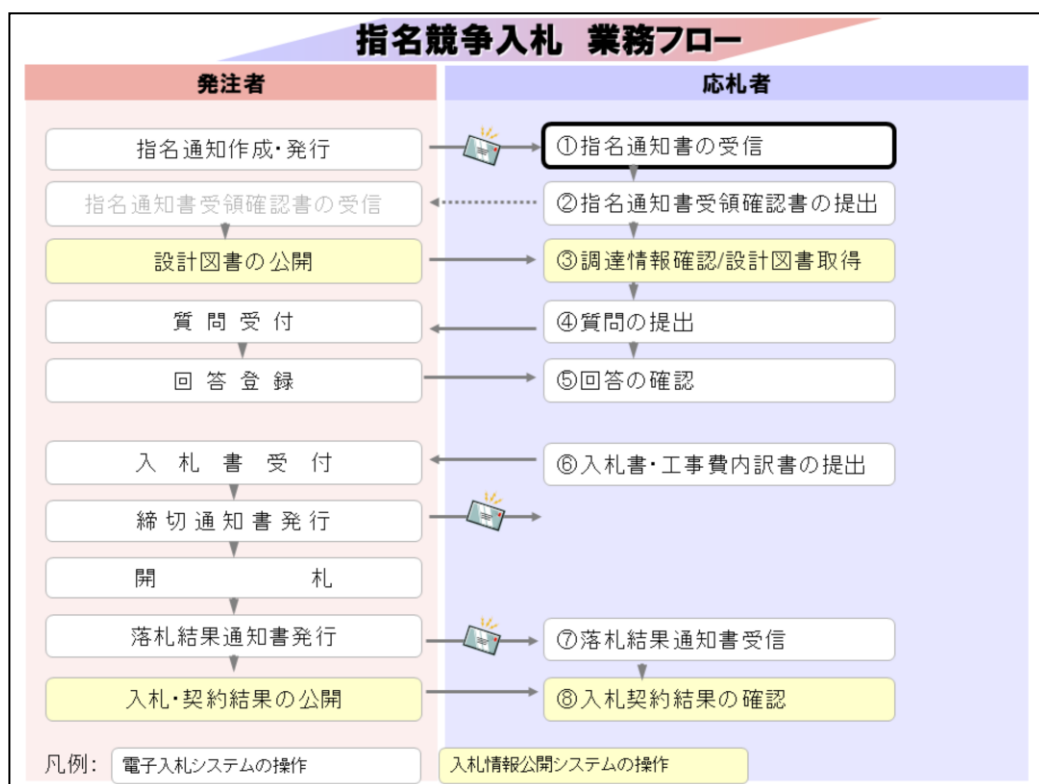 指名競争入札 業務フロー
発注者
応札者
指名通知作成・発行
①指名通知書の受信
指名通知書受領確認書の受信
②指名通知書受領確認書の提出
設計図書の公開
③調達情報確認/設計図書取得
質問受付
④質問の提出
回答登録
⑤回答の確認
入札書受付
⑥入札書・工事費内訳書の提出
締切通知書発行
開札
落札結果通知書発行
⑦落札結果通知書受信
入札・契約結果の公開
⑧入札契約結果の確認
凡例: 電子入札システムの操作 入札情報公開システムの操作